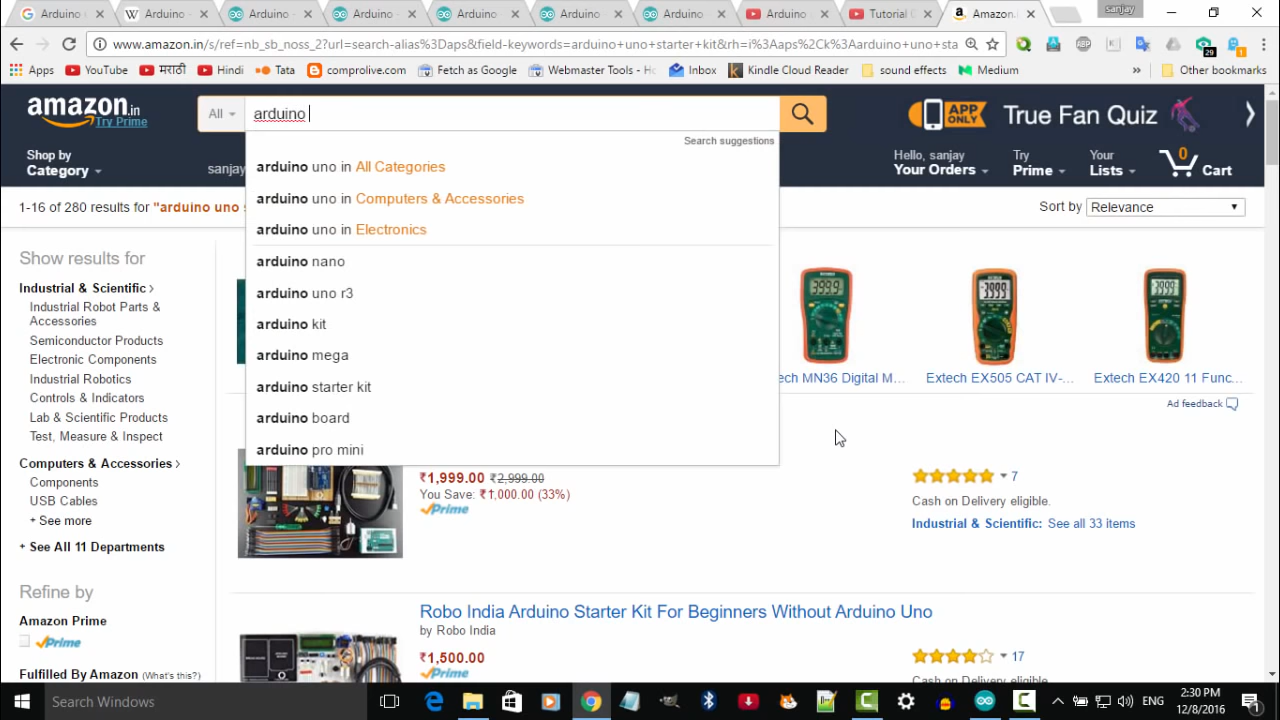 Arduino
Arduino -
Arduino -
Arduino -
Arduino -
Arduino -
Arduino -
Tutorial
Amazon.
sanjay
www.amazon.in/s/ref=nb_sb_noss_2?url=search-alias%3Daps&field-keywords=arduino+uno+starter+kit&rh=i%3Aaps%2Ck%3Aarduino+uno+sta
29
1
Apps
YouTube
मराठी
Hindi
Tata
comprolive.com
Fetch as Google
Webmaster Tools - Ho
Inbox
Kindle Cloud Reader
sound effects
Medium
»
Other bookmarks
amazon.in
Try Prime
All
arduino
APP ONLY
True Fan Quiz
Search suggestions
Shop by
Category
sanjay
Hello, sanjay
Your Orders
Try
Prime
Your
Lists
0
Cart
arduino uno in All Categories
arduino uno in Computers & Accessories
arduino uno in Electronics
arduino nano
arduino uno r3
arduino kit
arduino mega
arduino starter kit
arduino board
arduino pro mini
1-16 of 280 results for "arduino uno s
Sort by
Relevance
Show results for
Industrial & Scientific ›
Industrial Robot Parts &
Accessories
Semiconductor Products
Electronic Components
Industrial Robotics
Controls & Indicators
Lab & Scientific Products
Test, Measure & Inspect
Computers & Accessories ›
Components
USB Cables
+ See more
+ See All 11 Departments
Refine by
Amazon Prime
Prime
Fulfilled By Amazon (What's this?)
ech MN36 Digital M...
Extech EX505 CAT IV-...
Extech EX420 11 Func...
Ad feedback
₹1,999.00 ₹2,999.00
You Save: ₹1,000.00 (33%)
Prime
7
Cash on Delivery eligible.
Industrial & Scientific: See all 33 items
Robo India Arduino Starter Kit For Beginners Without Arduino Uno
by Robo India
₹1,500.00
Prime
17
Cash on Delivery eligible.
Search Windows
ENG
2:30 PM
12/8/2016
1